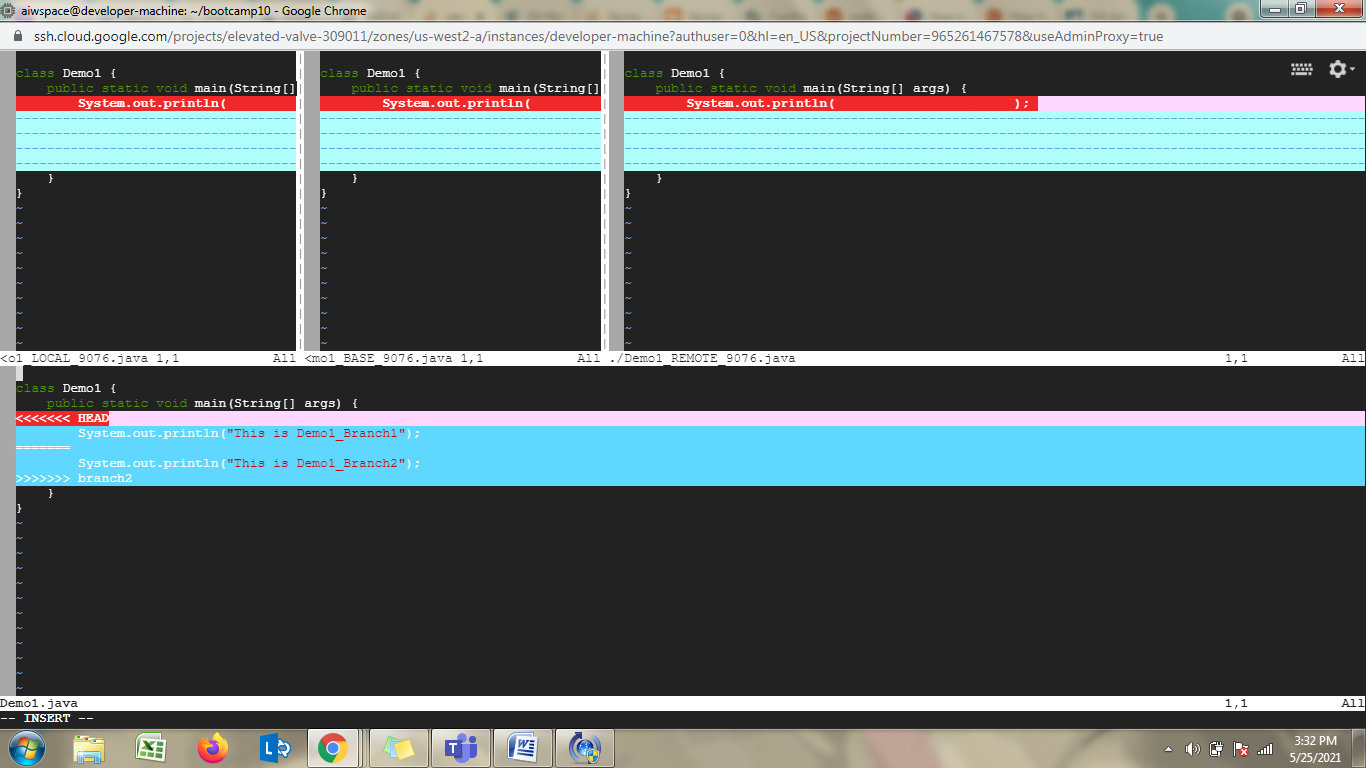 aiwspace@developer-machine: ~/bootcamp10 - Google Chrome
ssh.cloud.google.com/projects/elevated-valve-309011/zones/us-west2-a/instances/developer-machine?authuser=0&hl=en_US&projectNumber=965261467578&useAdminProxy=true
class Demo1 {
    public static void main(String[]
        System.out.println(
    }
}
~
~
~
~
~
~
~
~
~
~
<o1_LOCAL_9076.java 1,1 All
class Demo1 {
    public static void main(String[]
        System.out.println(
    }
}
~
~
~
~
~
~
~
~
~
~
<mo1_BASE_9076.java 1,1 All
class Demo1 {
    public static void main(String[] args) {
        System.out.println(                       );
    }
}
~
~
~
~
~
~
~
~
~
~
./Demo1_REMOTE_9076.java 1,1 All
class Demo1 {
    public static void main(String[] args) {
<<<<<<< HEAD
        System.out.println("This is Demo1_Branch1");
=======
        System.out.println("This is Demo1_Branch2");
>>>>>>> branch2
    }
}
~
~
~
~
~
~
~
~
~
~
~
~
Demo1.java 1,1 All
-- INSERT --
3:32 PM
5/25/2021